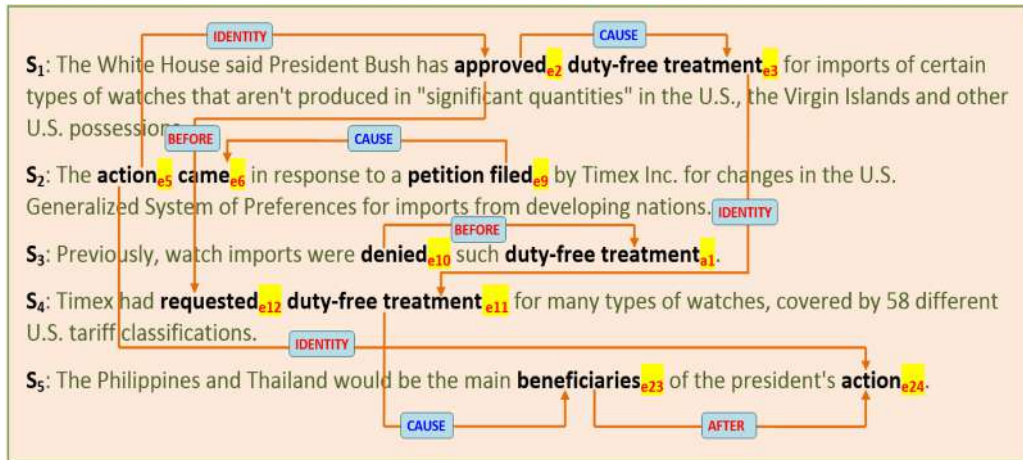 IDENTITY CAUSE
S1: The White House said President Bush has approvede2 duty-free treatmente3 for imports of certain
types of watches that aren't produced in "significant quantities" in the U.S., the Virgin Islands and other
U.S. possessions.
BEFORE CAUSE
S2: The actione5 camee6 in response to a petition filede9 by Timex Inc. for changes in the U.S.
Generalized System of Preferences for imports from developing nations.
IDENTITY
BEFORE
S3: Previously, watch imports were deniede10 such duty-free treatmenta1.
S4: Timex had requestede12 duty-free treatmente11 for many types of watches, covered by 58 different
U.S. tariff classifications.
IDENTITY
S5: The Philippines and Thailand would be the main beneficiariese23 of the president's actione24.
CAUSE AFTER